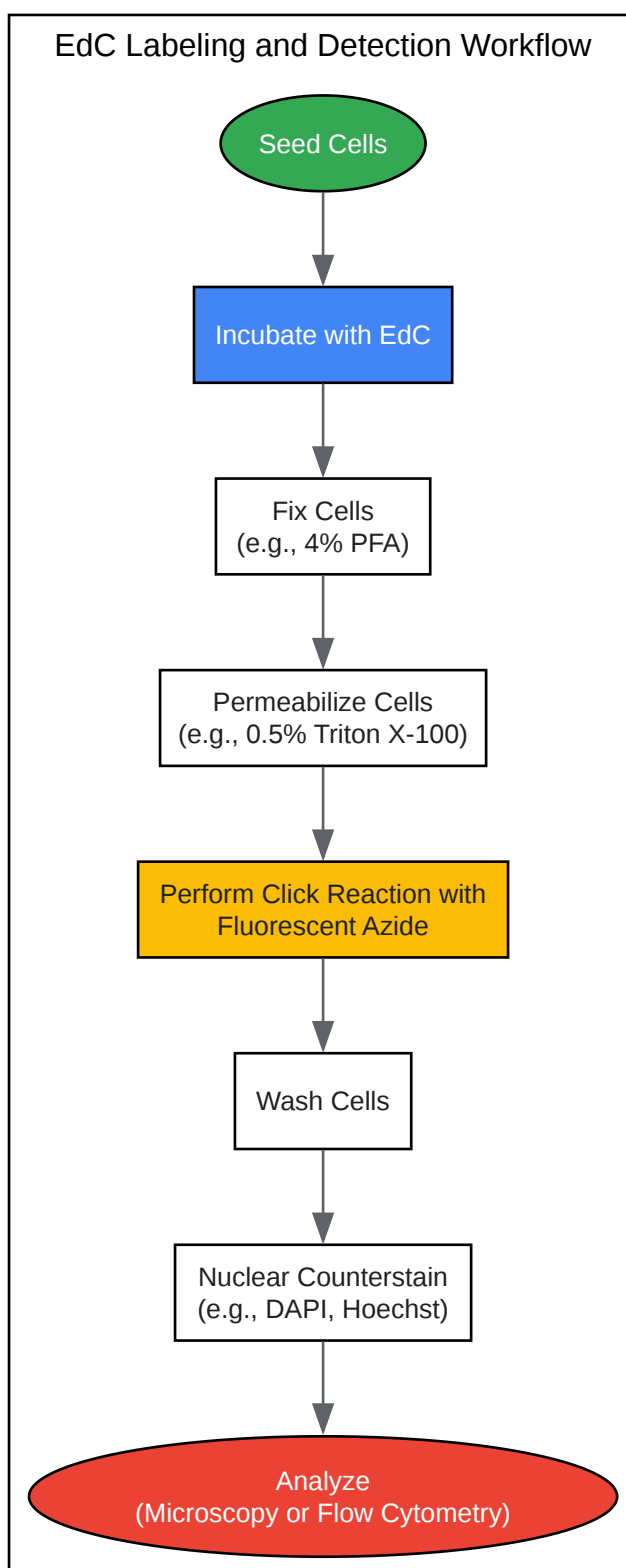 EdC Labeling and Detection Workflow
Seed Cells
Incubate with EdC
Fix Cells
(e.g., 4% PFA)
Permeabilize Cells
(e.g., 0.5% Triton X-100)
Perform Click Reaction with
Fluorescent Azide
Wash Cells
Nuclear Counterstain
(e.g., DAPI, Hoechst)
Analyze
(Microscopy or Flow Cytometry)